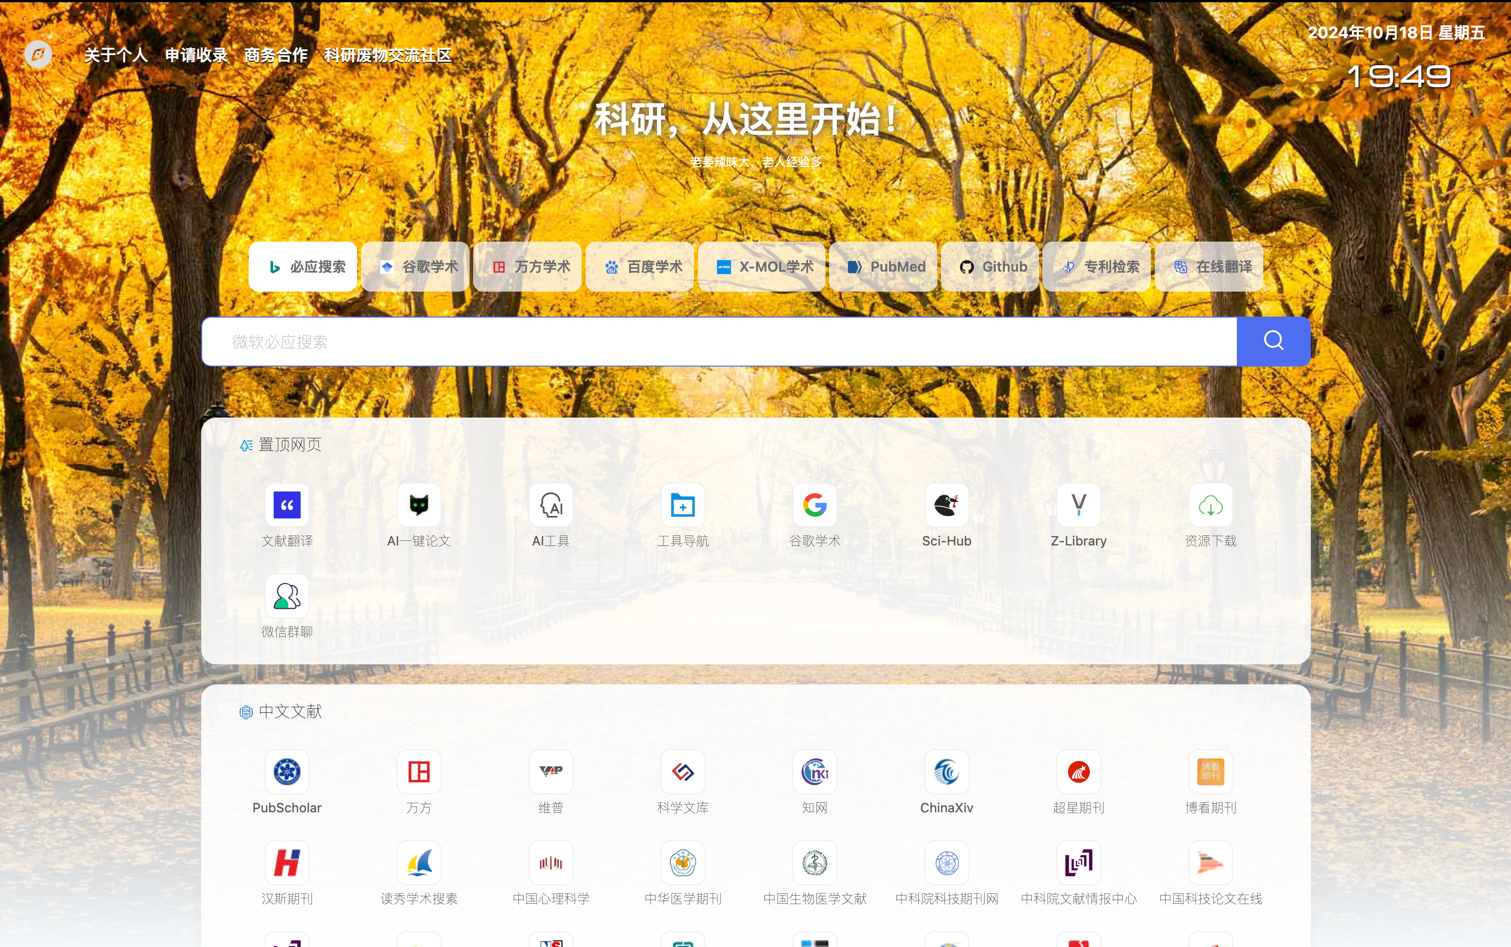 2024年10月18日 星期五
关于个人 申请收录 商务合作 科研废物交流社区
19:49
科研，从这里开始！
老姜辣味大，老人经验多
必应搜索 谷歌学术 万方学术 百度学术 X-MOL学术 PubMed Github 专利检索 在线翻译
微软必应搜索
置顶网页
文献翻译 AI一键论文 AI工具 工具导航 谷歌学术 Sci-Hub Z-Library 资源下载
微信群聊
中文文献
博看
期刊
PubScholar 万方 维普 科学文库 知网 ChinaXiv 超星期刊 博看期刊
汉斯期刊 读秀学术搜素 中国心理科学 中华医学期刊 中国生物医学文献 中科院科技期刊网 中科院文献情报中心 中国科技论文在线